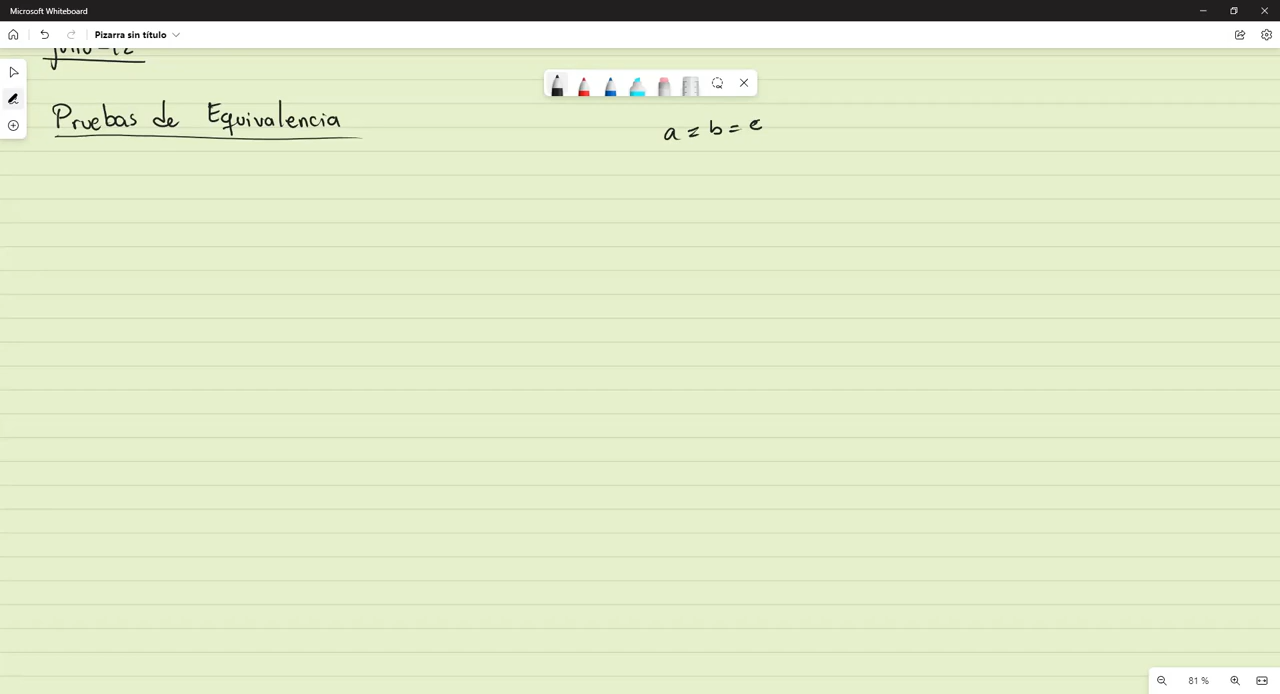 Microsoft Whiteboard
Pizarra sin título
Pruebas de Equivalencia
a = b = c
81 %